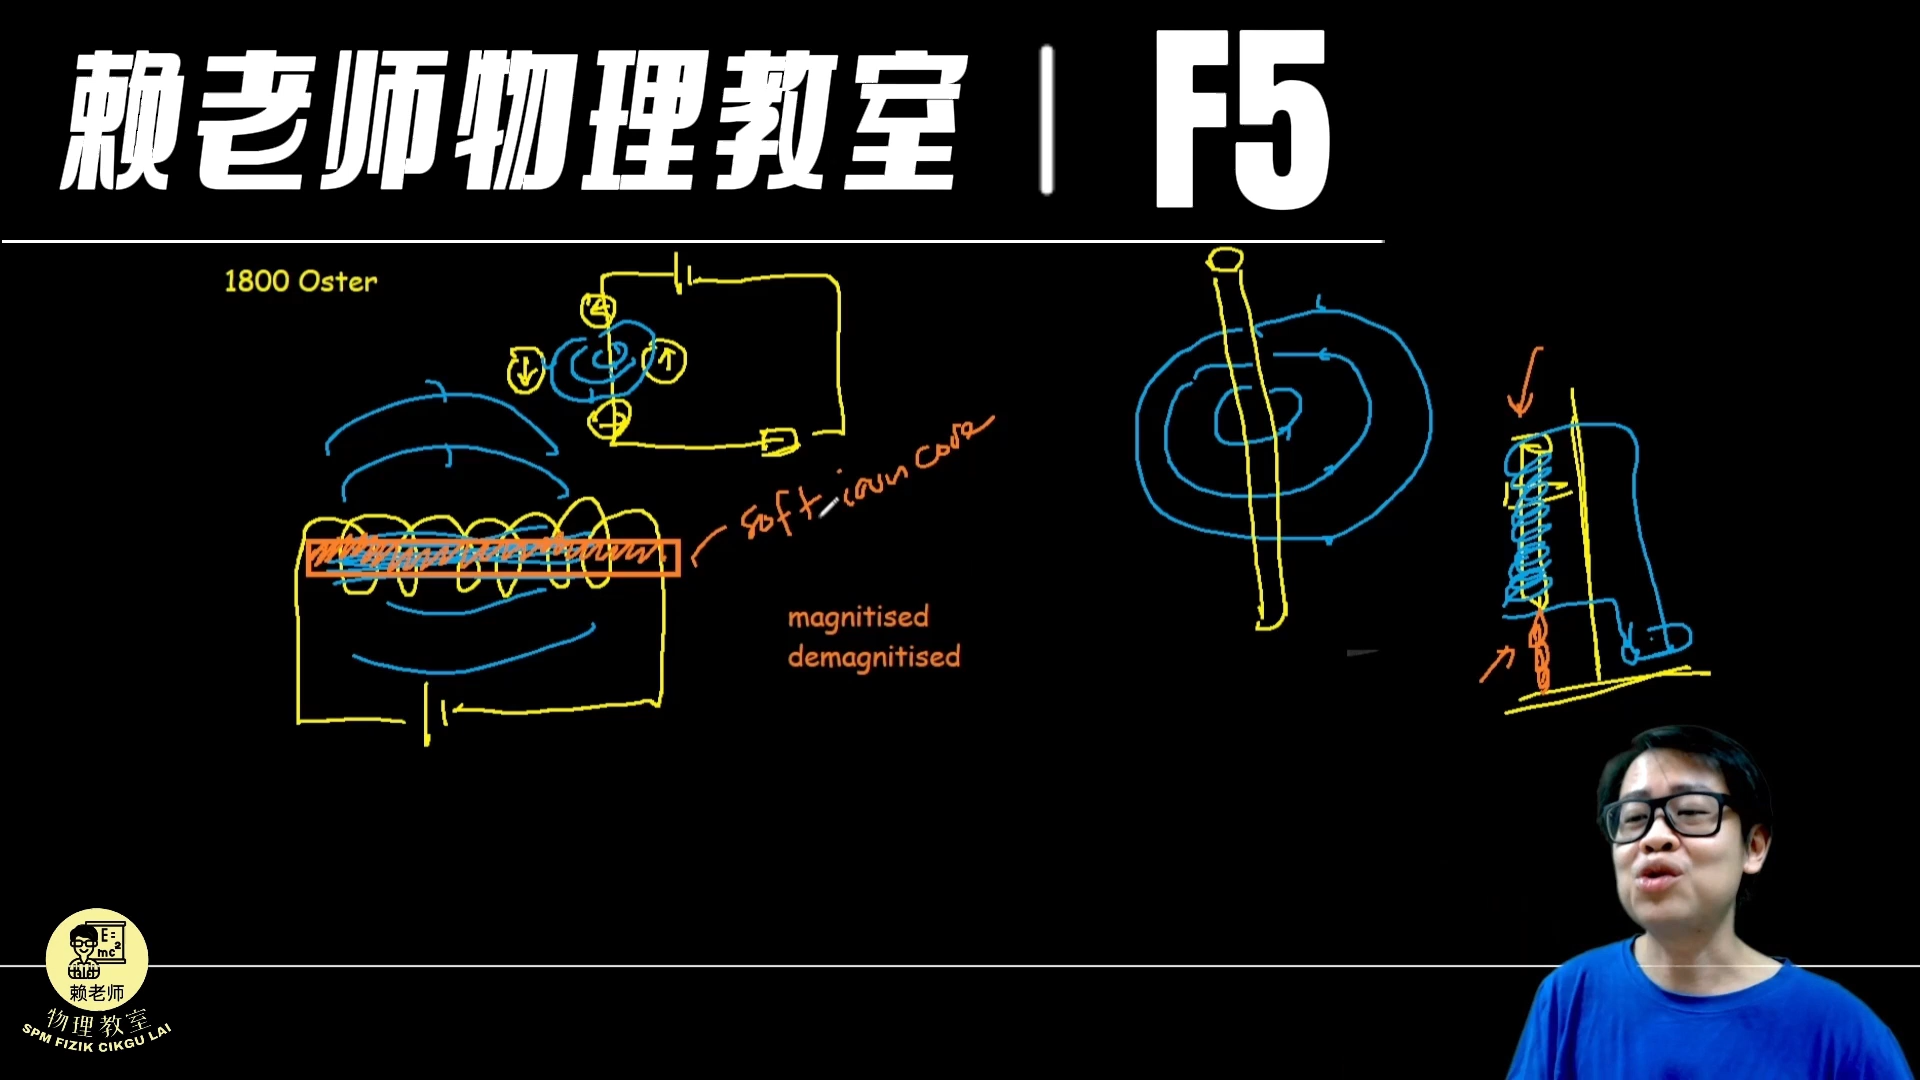 赖老师物理教室 | F5
1800 Oster
soft iron core
magnitised
demagnitised
E=
mc²
赖老师
物理教室
SPM FIZIK CIKGU LAI